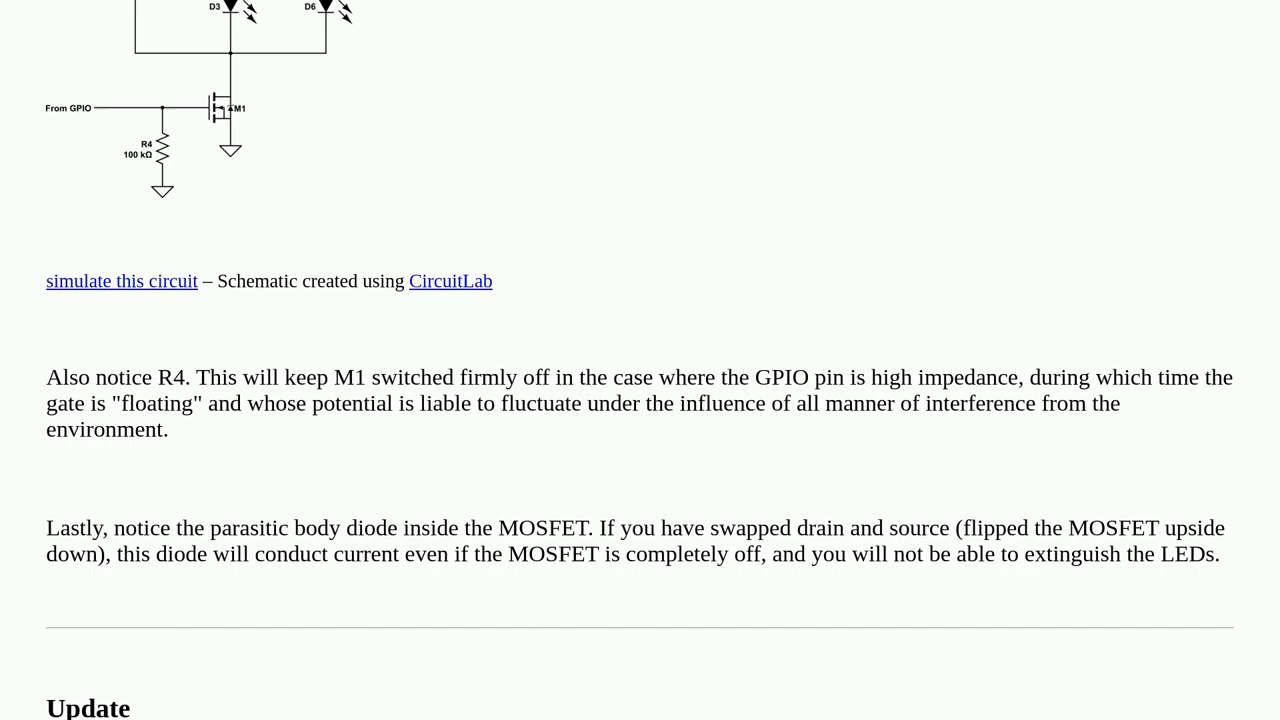 D3
D6
From GPIO
M1
R4
100 kΩ
simulate this circuit – Schematic created using CircuitLab
Also notice R4. This will keep M1 switched firmly off in the case where the GPIO pin is high impedance, during which time the
gate is "floating" and whose potential is liable to fluctuate under the influence of all manner of interference from the
environment.
Lastly, notice the parasitic body diode inside the MOSFET. If you have swapped drain and source (flipped the MOSFET upside
down), this diode will conduct current even if the MOSFET is completely off, and you will not be able to extinguish the LEDs.
Update